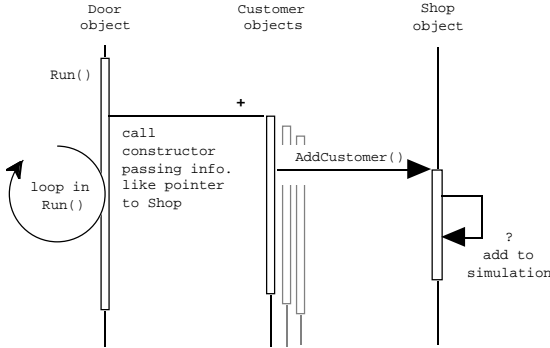 Door
object
Customer
objects
Shop
object
Run()
+
call
constructor
passing info.
like pointer
to Shop
AddCustomer()
loop in
Run()
?
add to
simulation